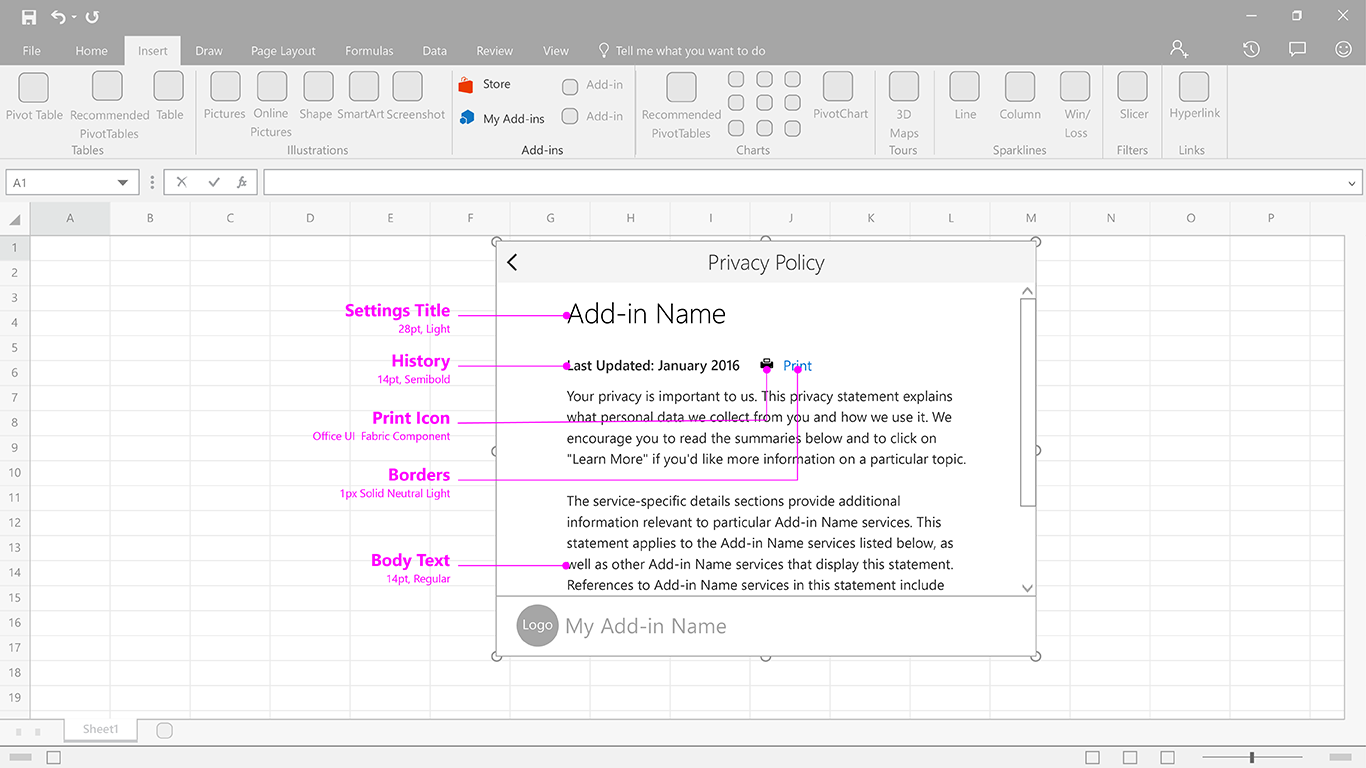 File Home Insert Draw Page Layout Formulas Data Review View Tell me what you want to do
Pivot Table
Recommended
PivotTables
Table
Tables
Pictures
Online
Pictures
Shape
SmartArt
Screenshot
Illustrations
Store
My Add-ins
Add-in
Add-in
Add-ins
Recommended
PivotTables
PivotChart
Charts
3D
Maps
Tours
Line
Column
Win/
Loss
Sparklines
Slicer
Filters
Hyperlink
Links
A1
fx
A B C D E F G H I J K L M N O P
1
2
3
4
5
6
7
8
9
10
11
12
13
14
15
16
17
18
19
Settings Title
28pt, Light
History
14pt, Semibold
Print Icon
Office UI Fabric Component
Borders
1px Solid Neutral Light
Body Text
14pt, Regular
Privacy Policy
Add-in Name
Last Updated: January 2016 Print
Your privacy is important to us. This privacy statement explains
what personal data we collect from you and how we use it. We
encourage you to read the summaries below and to click on
"Learn More" if you'd like more information on a particular topic.
The service-specific details sections provide additional
information relevant to particular Add-in Name services. This
statement applies to the Add-in Name services listed below, as
well as other Add-in Name services that display this statement.
References to Add-in Name services in this statement include
Logo My Add-in Name
Sheet1